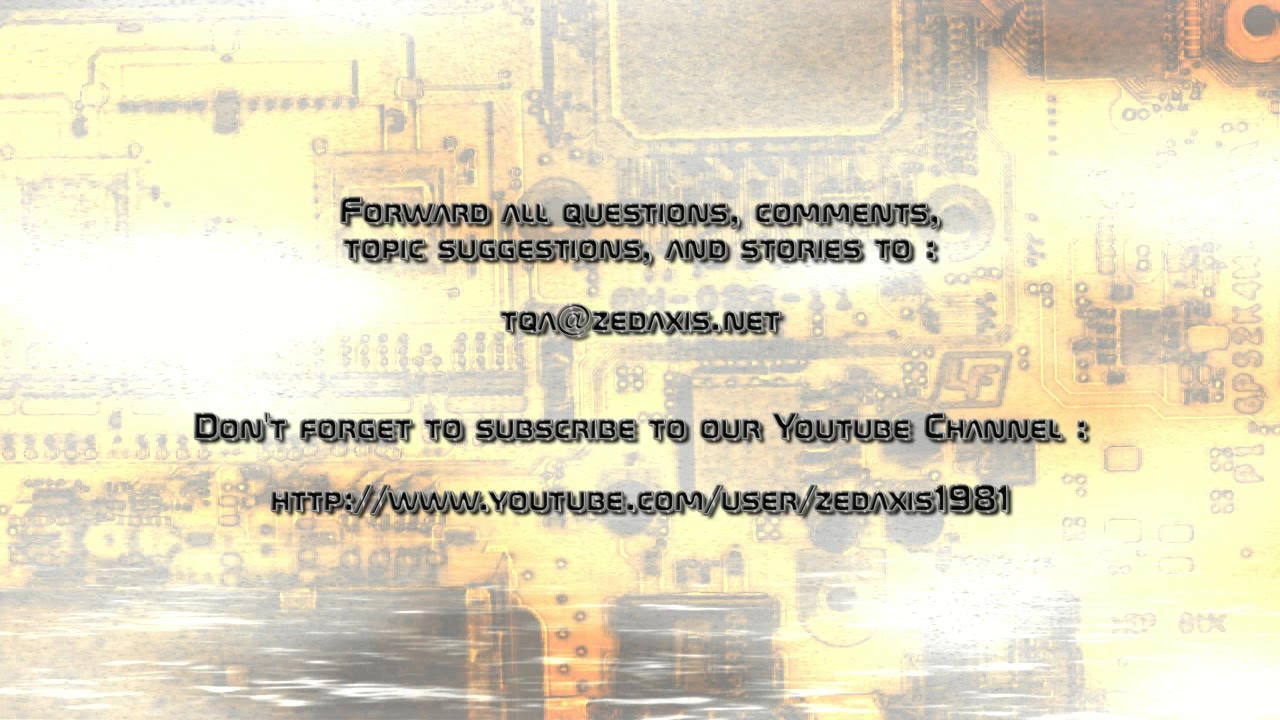 Forward all questions, comments,
topic suggestions, and stories to :
tqa@zedaxis.net
Don't forget to subscribe to our Youtube Channel :
http://www.youtube.com/user/zedaxis1981